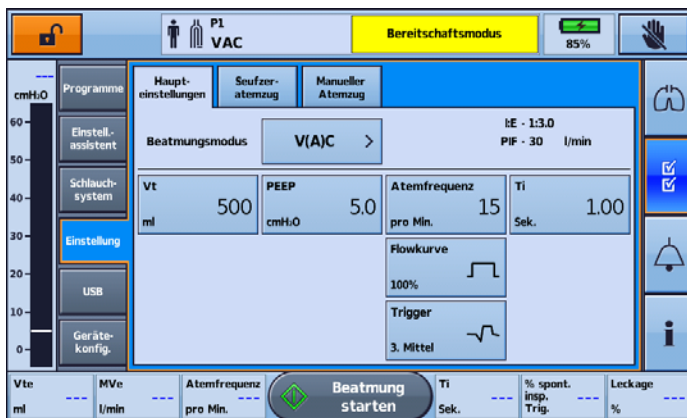 P1
VAC
Bereitschaftsmodus
85%
---
cmH₂O
60
50
40
30
20
10
0
Programme
Einstell.-
assistent
Schlauch-
system
Einstellung
USB
Geräte-
konfig.
Haupt-
einstellungen
Seufzer-
atemzug
Manueller
Atemzug
Beatmungsmodus
V(A)C >
I:E - 1:3.0
PIF - 30 l/min
Vt
500
ml
PEEP
5.0
cmH₂O
Atemfrequenz
15
pro Min.
Ti
1.00
Sek.
Flowkurve
100%
Trigger
3. Mittel
Vte
---
ml
MVe
---
l/min
Atemfrequenz
---
pro Min.
Beatmung
starten
Ti
---
Sek.
% spont.
insp.
Trig.
---
Leckage
---
%